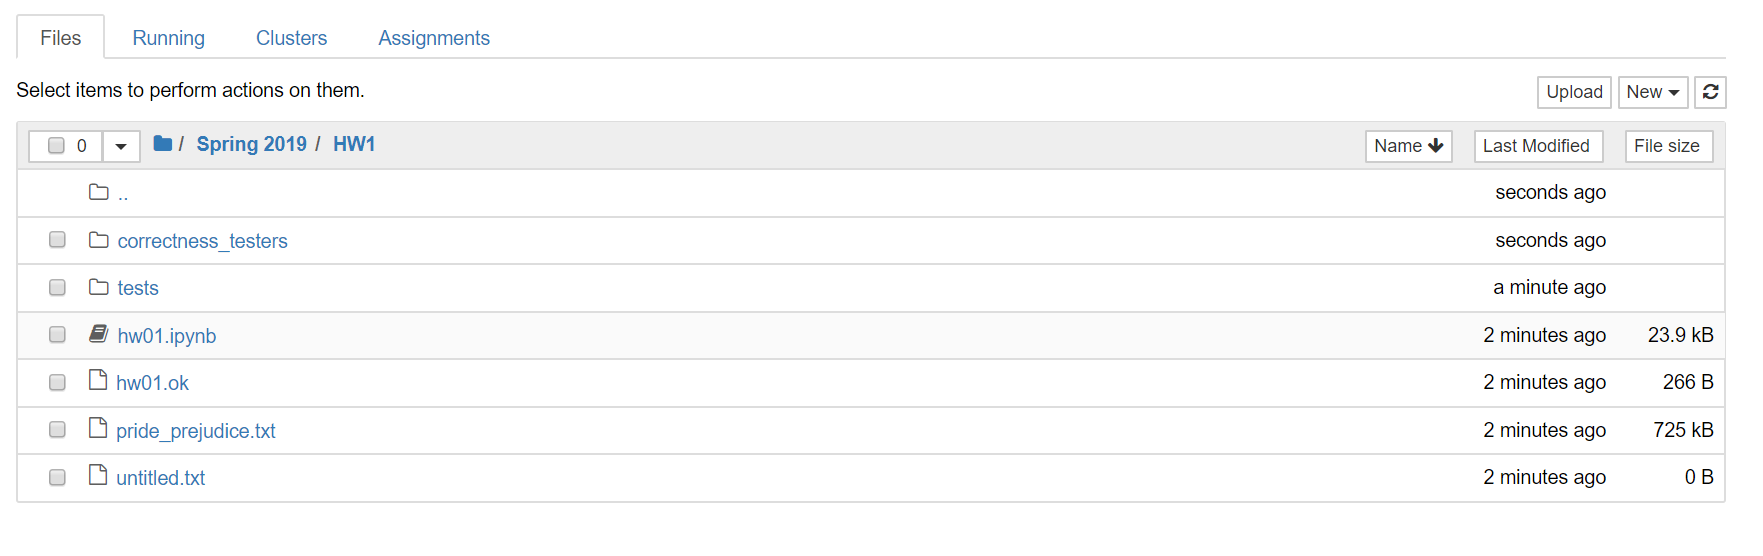 Files Running Clusters Assignments
Select items to perform actions on them.
Upload New
0 / Spring 2019 / HW1 Name Last Modified File size
.. seconds ago
correctness_testers seconds ago
tests a minute ago
hw01.ipynb 2 minutes ago 23.9 kB
hw01.ok 2 minutes ago 266 B
pride_prejudice.txt 2 minutes ago 725 kB
untitled.txt 2 minutes ago 0 B